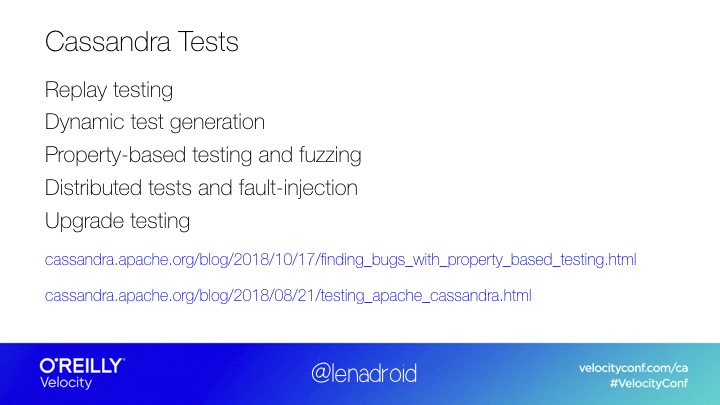 Cassandra Tests
Replay testing
Dynamic test generation
Property-based testing and fuzzing
Distributed tests and fault-injection
Upgrade testing
cassandra.apache.org/blog/2018/10/17/finding_bugs_with_property_based_testing.html
cassandra.apache.org/blog/2018/08/21/testing_apache_cassandra.html
O'REILLY®
Velocity
@lenadroid
velocityconf.com/ca
#VelocityConf